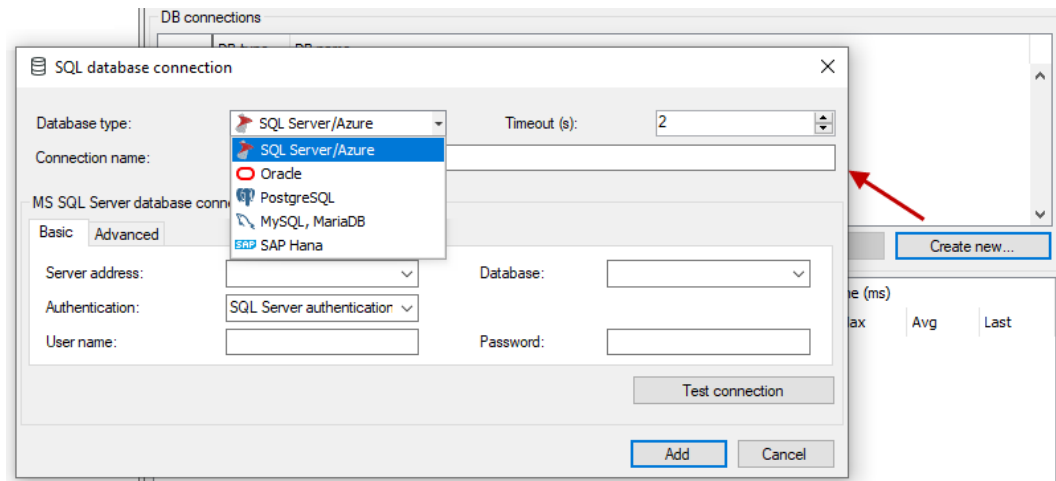 DB connections
DB type DB name
SQL database connection
Database type: SQL Server/Azure Timeout (s): 2
SQL Server/Azure
Connection name:
Oracle
PostgreSQL
MS SQL Server database
MySQL, MariaDB
Basic Advanced
SAP SAP Hana
Create new...
Server address: Database:
(ms)
Authentication: SQL Server authentication
Avg Last
User name: Password:
Test connection
Add Cancel